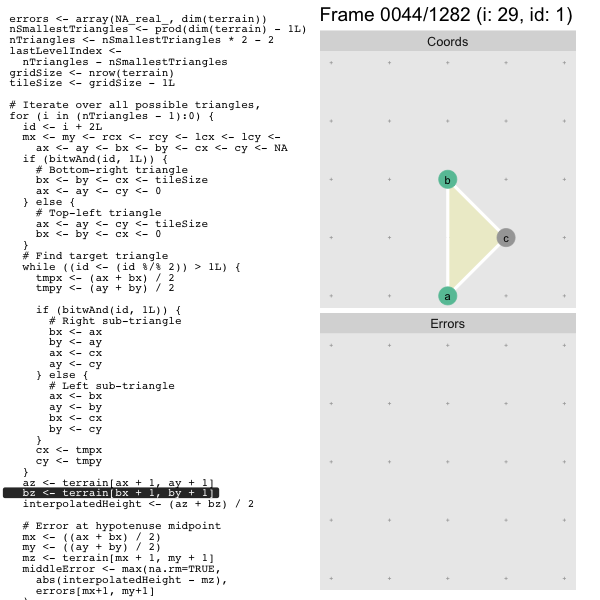 errors <- array(NA_real_, dim(terrain))
nSmallestTriangles <- prod(dim(terrain) - 1L)
nTriangles <- nSmallestTriangles * 2 - 2
lastLevelIndex <-
nTriangles - nSmallestTriangles
gridSize <- nrow(terrain)
tileSize <- gridSize - 1L
# Iterate over all possible triangles,
for (i in (nTriangles - 1):0) {
id <- i + 2L
mx <- my <- rcx <- rcy <- lcx <- lcy <-
ax <- ay <- bx <- by <- cx <- cy <- NA
if (bitwAnd(id, 1L)) {
# Bottom-right triangle
bx <- by <- cx <- tileSize
ax <- ay <- cy <- 0
} else {
# Top-left triangle
ax <- ay <- cy <- tileSize
bx <- by <- cx <- 0
}
# Find target triangle
while ((id <- (id %/% 2)) > 1L) {
tmpx <- (ax + bx) / 2
tmpy <- (ay + by) / 2
if (bitwAnd(id, 1L)) {
# Right sub-triangle
bx <- ax
by <- ay
ax <- cx
ay <- cy
} else {
# Left sub-triangle
ax <- bx
ay <- by
bx <- cx
by <- cy
}
cx <- tmpx
cy <- tmpy
}
az <- terrain[ax + 1, ay + 1]
bz <- terrain[bx + 1, by + 1]
interpolatedHeight <- (az + bz) / 2
# Error at hypotenuse midpoint
mx <- ((ax + bx) / 2)
my <- ((ay + by) / 2)
mz <- terrain[mx + 1, my + 1]
middleError <- max(na.rm=TRUE,
abs(interpolatedHeight - mz),
errors[mx+1, my+1]
Frame 0044/1282 (i: 29, id: 1)
Coords
b
c
a
Errors